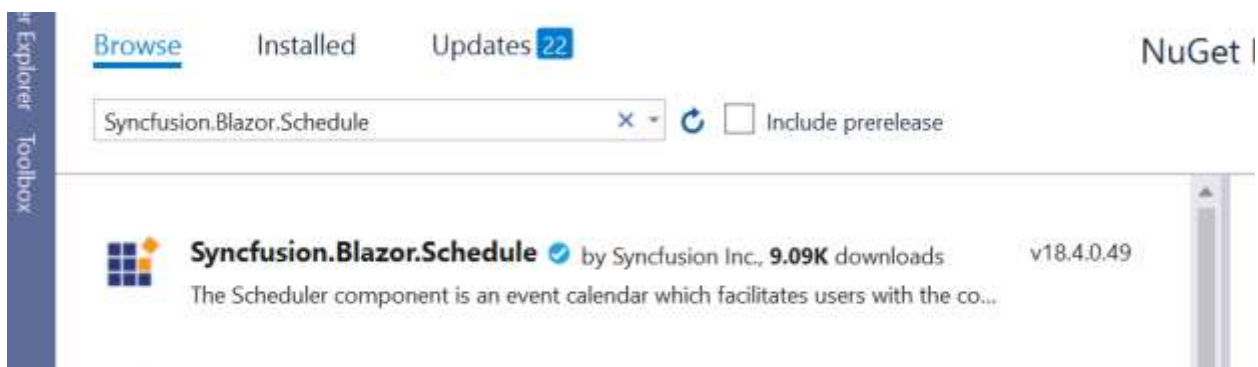 Browse Installed Updates 22
NuGet
Syncfusion.Blazor.Schedule Include prerelease
Explorer Toolbox
Syncfusion.Blazor.Schedule by Syncfusion Inc., 9.09K downloads v18.4.0.49
The Scheduler component is an event calendar which facilitates users with the co...